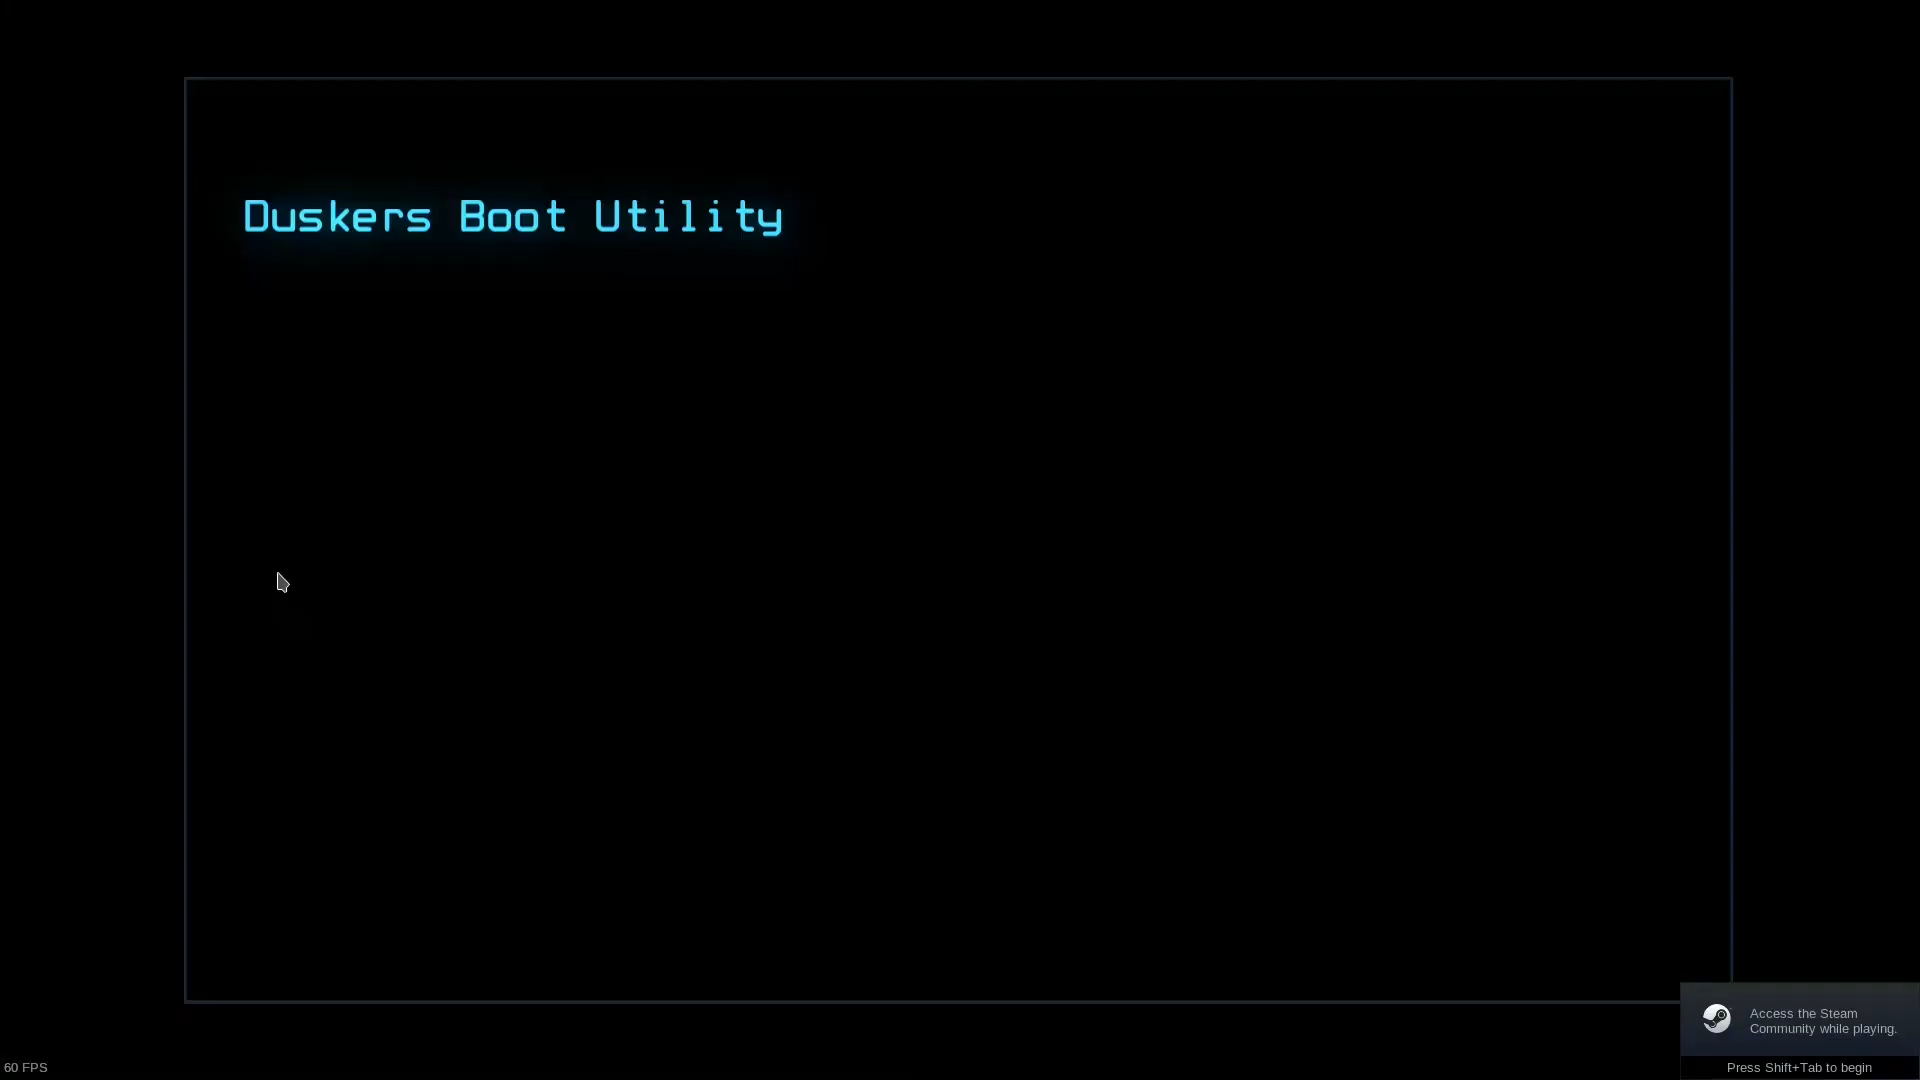 Duskers Boot Utility
Access the Steam
Community while playing.
Press Shift+Tab to begin
60 FPS